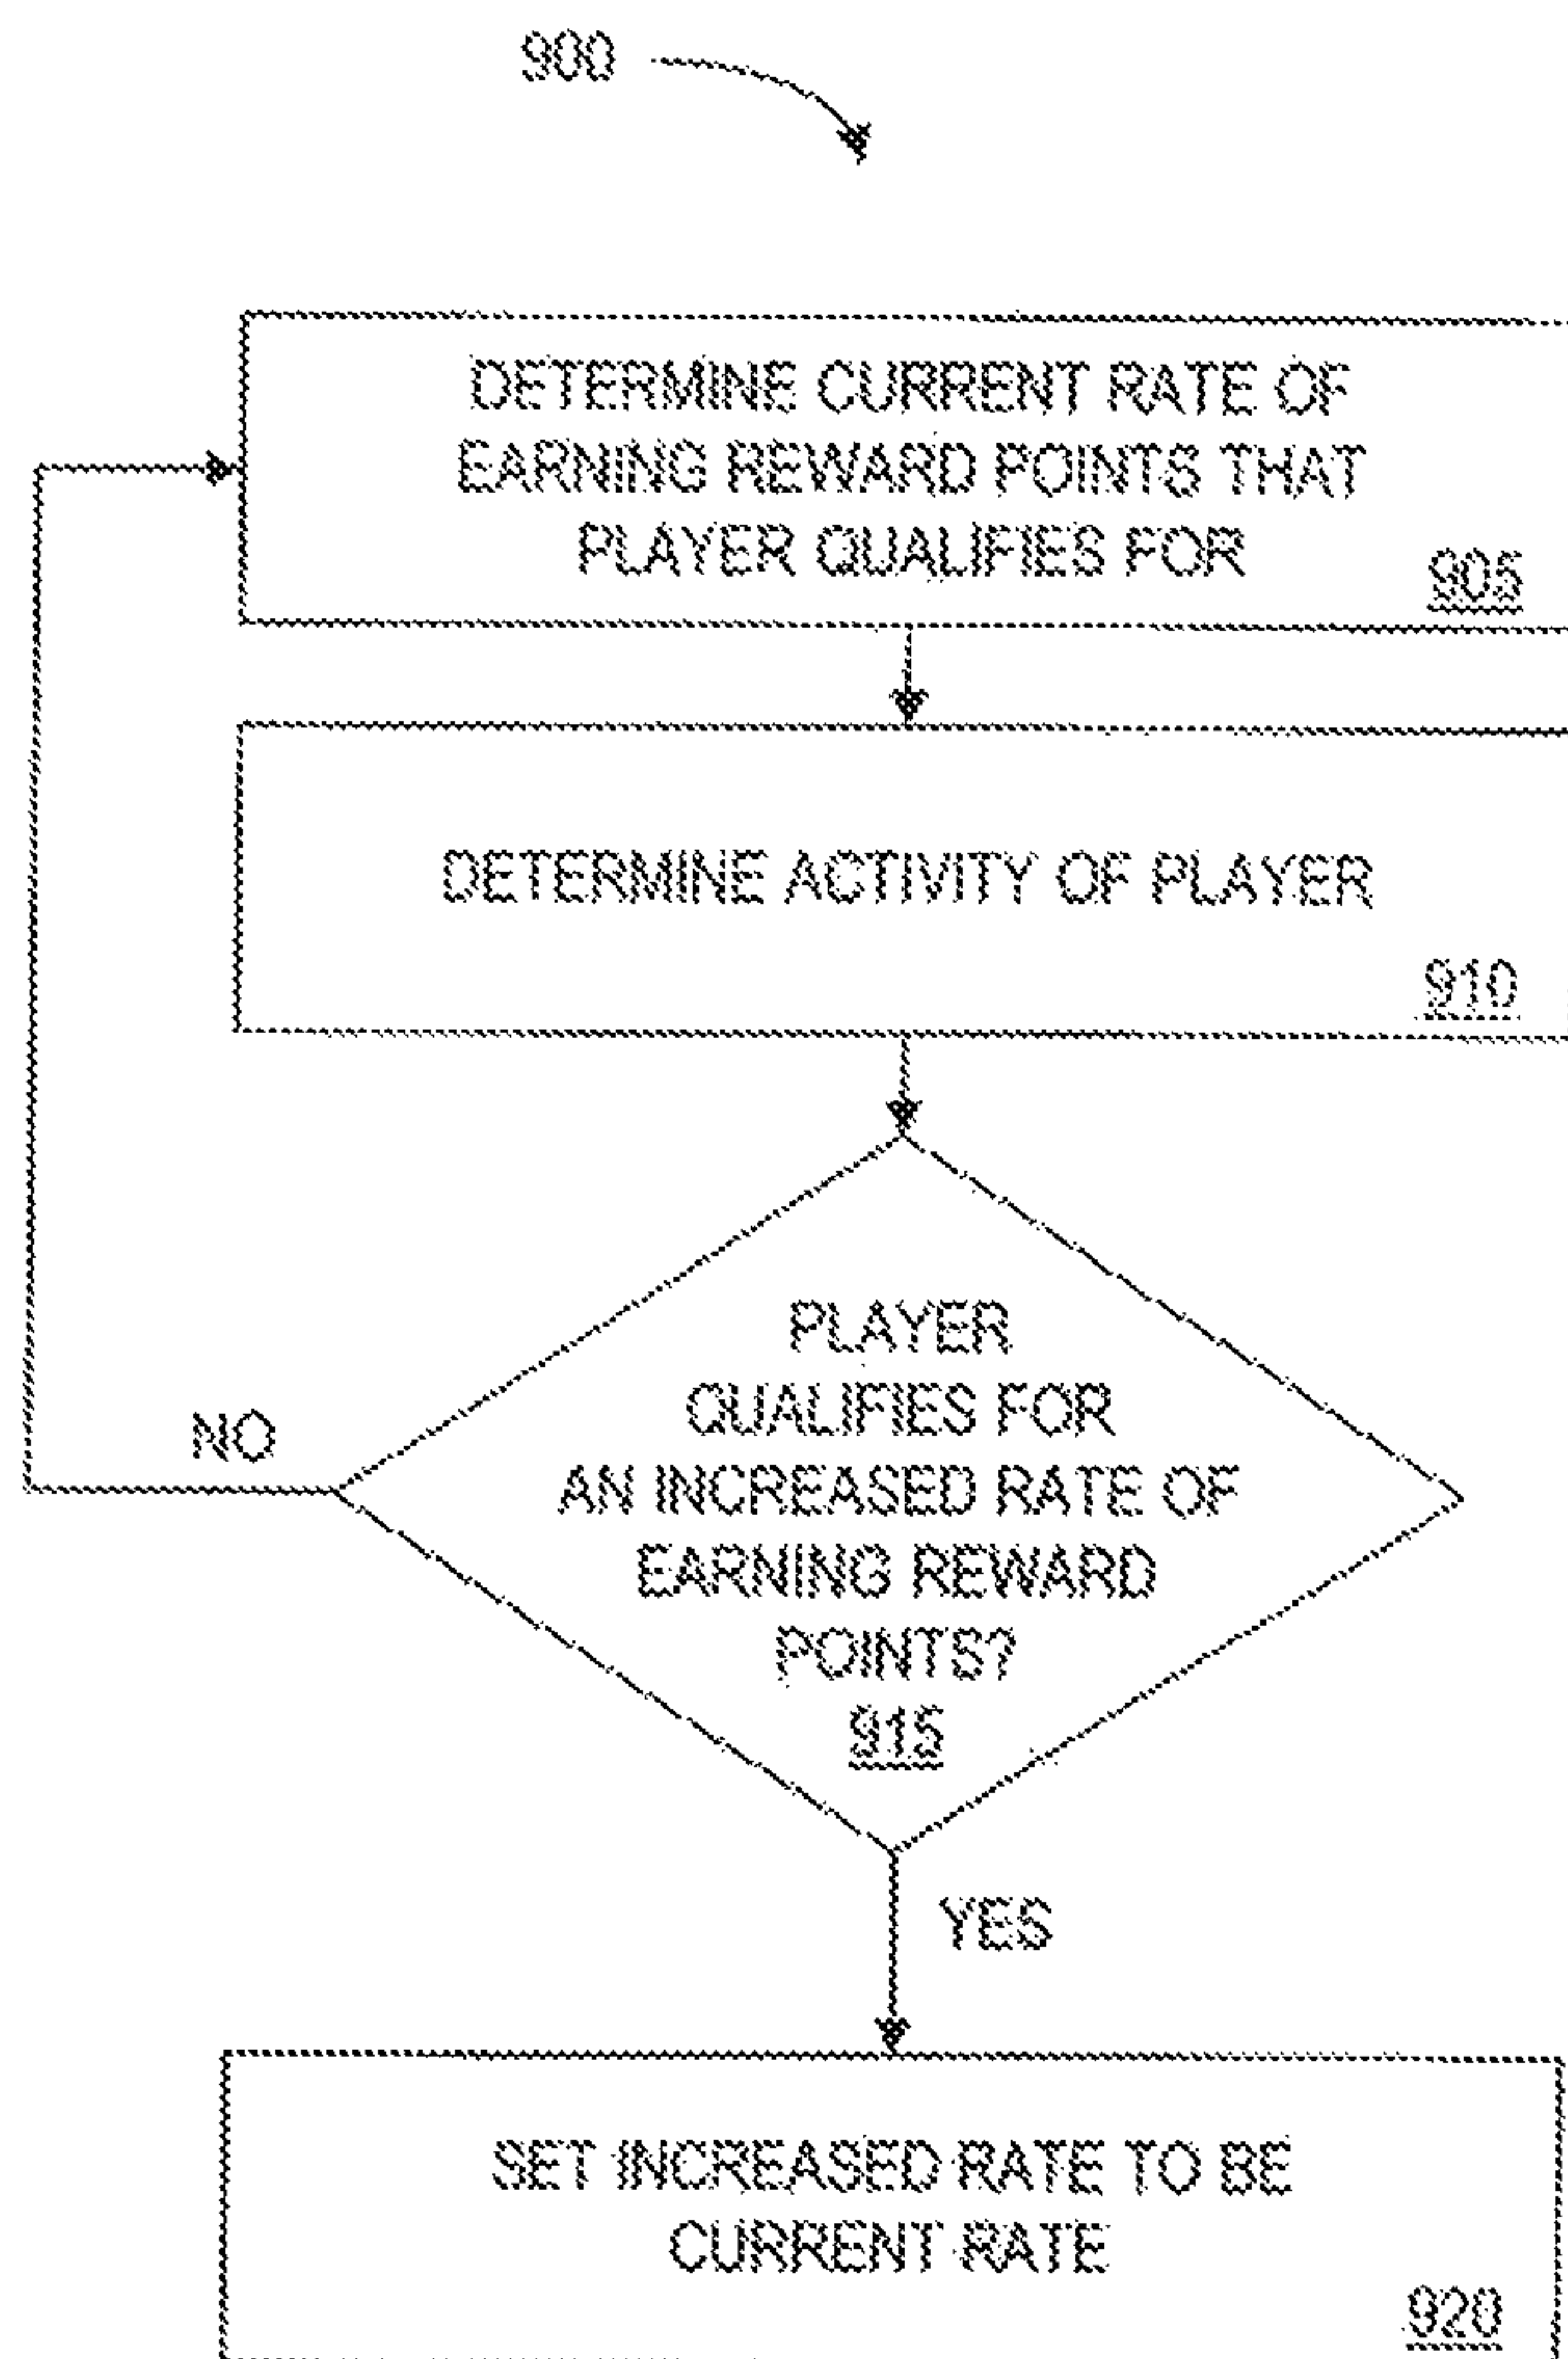 900
DETERMINE CURRENT RATE OF
EARNING REWARD POINTS THAT
PLAYER QUALIFIES FOR
905
DETERMINE ACTIVITY OF PLAYER
910
PLAYER
QUALIFIES FOR
AN INCREASED RATE OF
EARNING REWARD
POINTS?
915
NO
YES
SET INCREASED RATE TO BE
CURRENT RATE
920